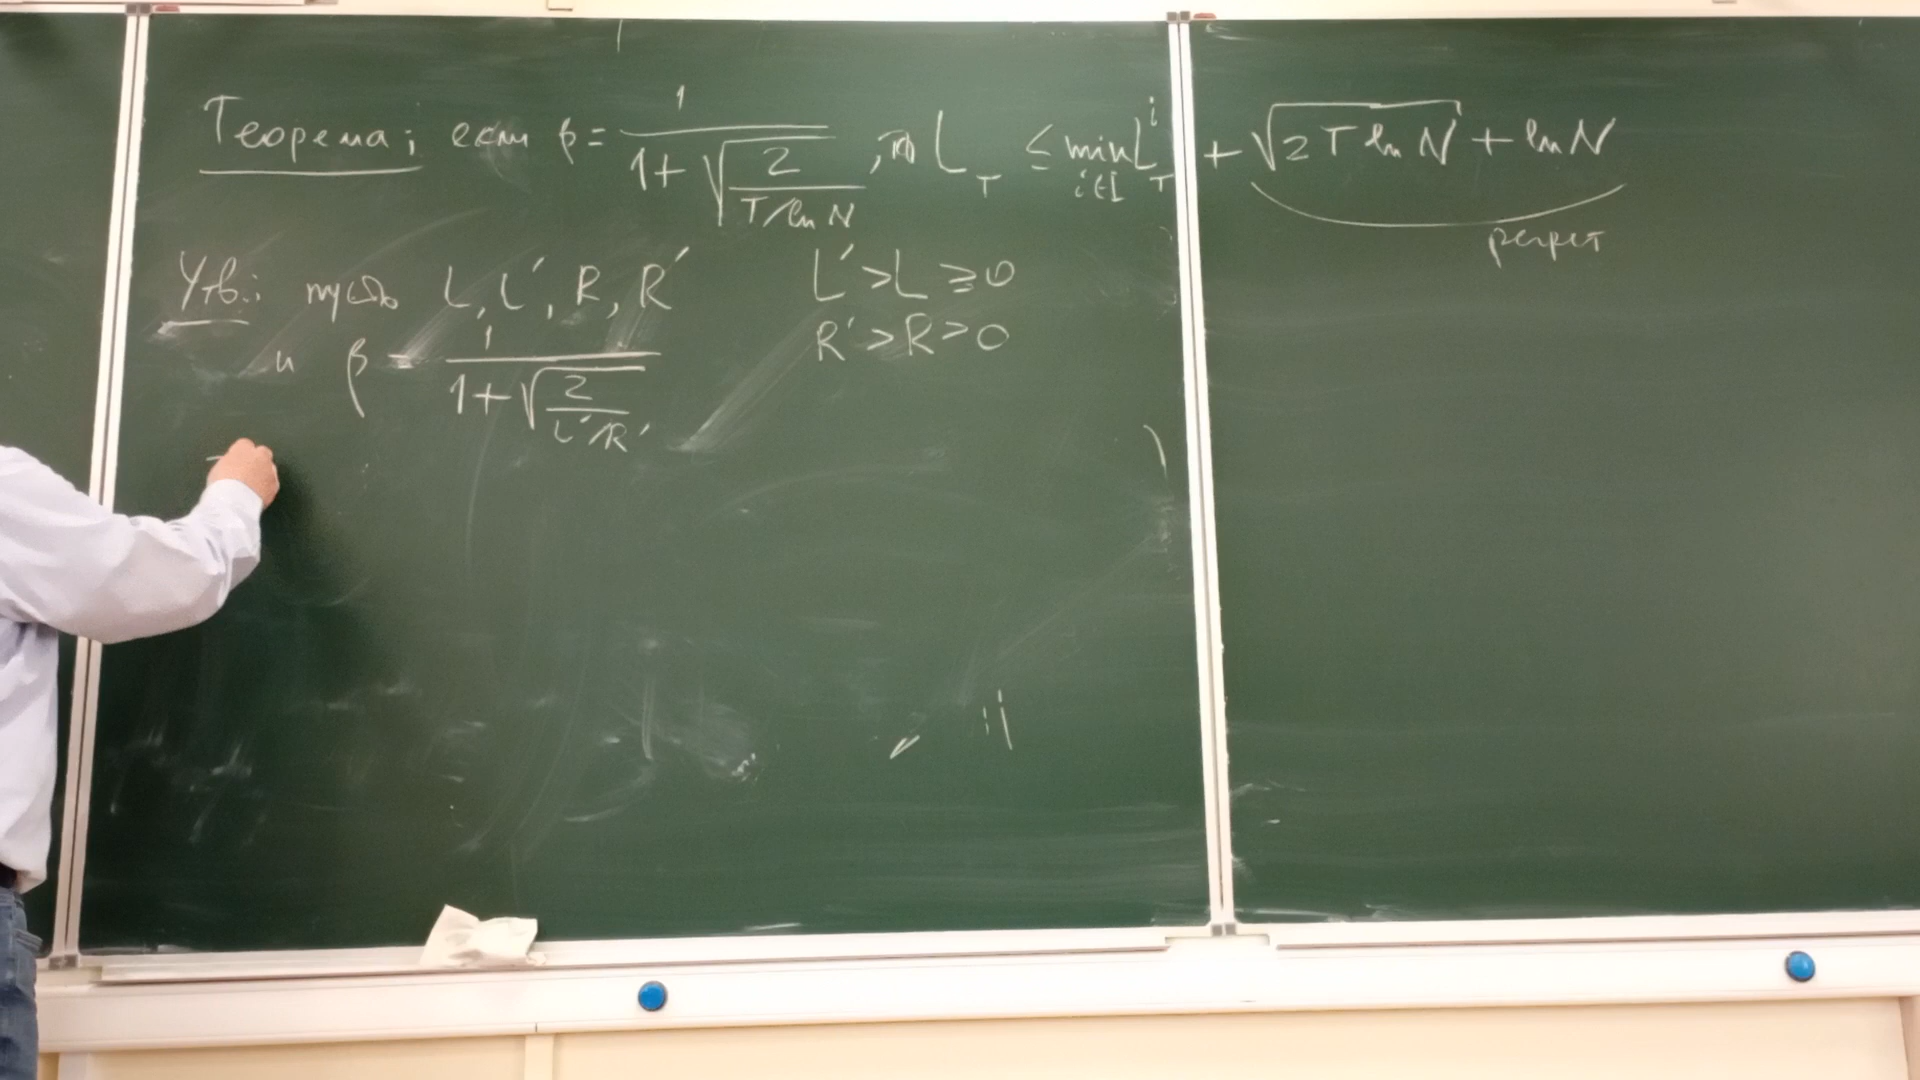 Теорема: если β = 1 / (1 + √(2 / (T/ln N))), то L_T ≤ min_{i∈I} L_T^i + √(2T ln N) + ln N
регрет
Утв.: пусть L, L′, R, R′ L′ > L ≥ 0
R′ > R > 0
и β = 1 / (1 + √(2 / (L′/R′)))